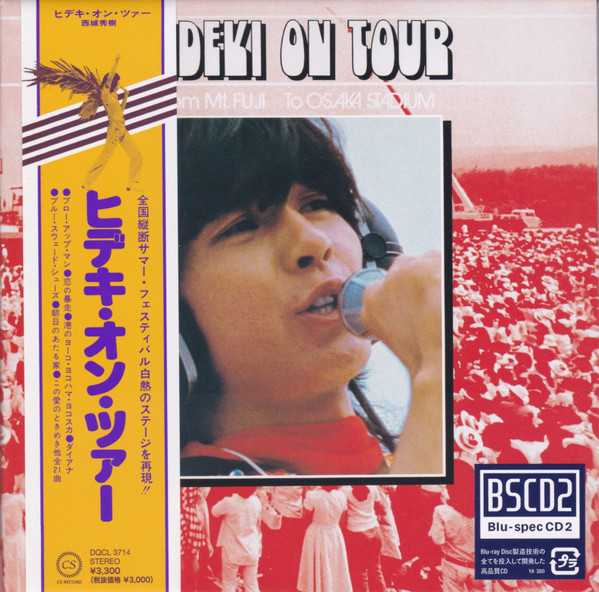 ヒデキ・オン・ツァー
西城秀樹
DEKI ON TOUR
m Mt. FUJI To OSAKA STADIUM
ヒデキ・オン・ツァー
全国縦断サマー・フェスティバル白熱のステージを再現!!
●ブロー・アップ・マン●恋の暴走●港のヨーコ・ヨコハマ・ヨコスカ●ダイアナ
●ブルー・スウェード・シューズ●朝日のあたる家●この愛のときめき他全21曲
CS
CS RECORD
DQCL 3714
STEREO
¥3,300
(税抜価格 ¥3,000)
BSCD2
Blu-spec CD2
Blu-ray Disc製造技術の
全てを投入して開発した
高品質CD
YA 380